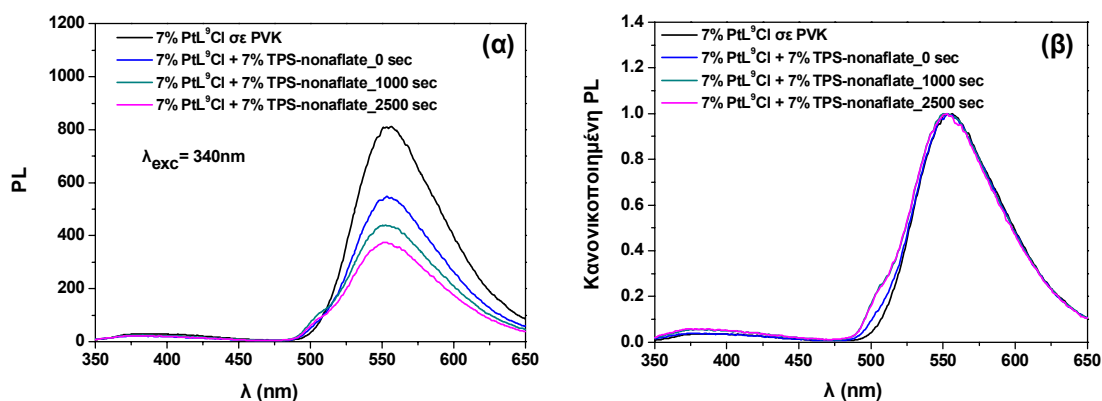 (α)
7% PtL⁹Cl σε PVK
7% PtL⁹Cl + 7% TPS-nonaflate_0 sec
7% PtL⁹Cl + 7% TPS-nonaflate_1000 sec
7% PtL⁹Cl + 7% TPS-nonaflate_2500 sec
λexc= 340nm
PL
1200
1000
800
600
400
200
0
350 400 450 500 550 600 650
λ (nm)
(β)
7% PtL⁹Cl σε PVK
7% PtL⁹Cl + 7% TPS-nonaflate_0 sec
7% PtL⁹Cl + 7% TPS-nonaflate_1000 sec
7% PtL⁹Cl + 7% TPS-nonaflate_2500 sec
Κανονικοποιημένη PL
1.4
1.2
1.0
0.8
0.6
0.4
0.2
0.0
350 400 450 500 550 600 650
λ (nm)